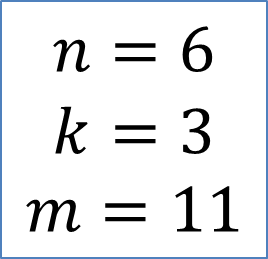 n = 6
k = 3
m = 11